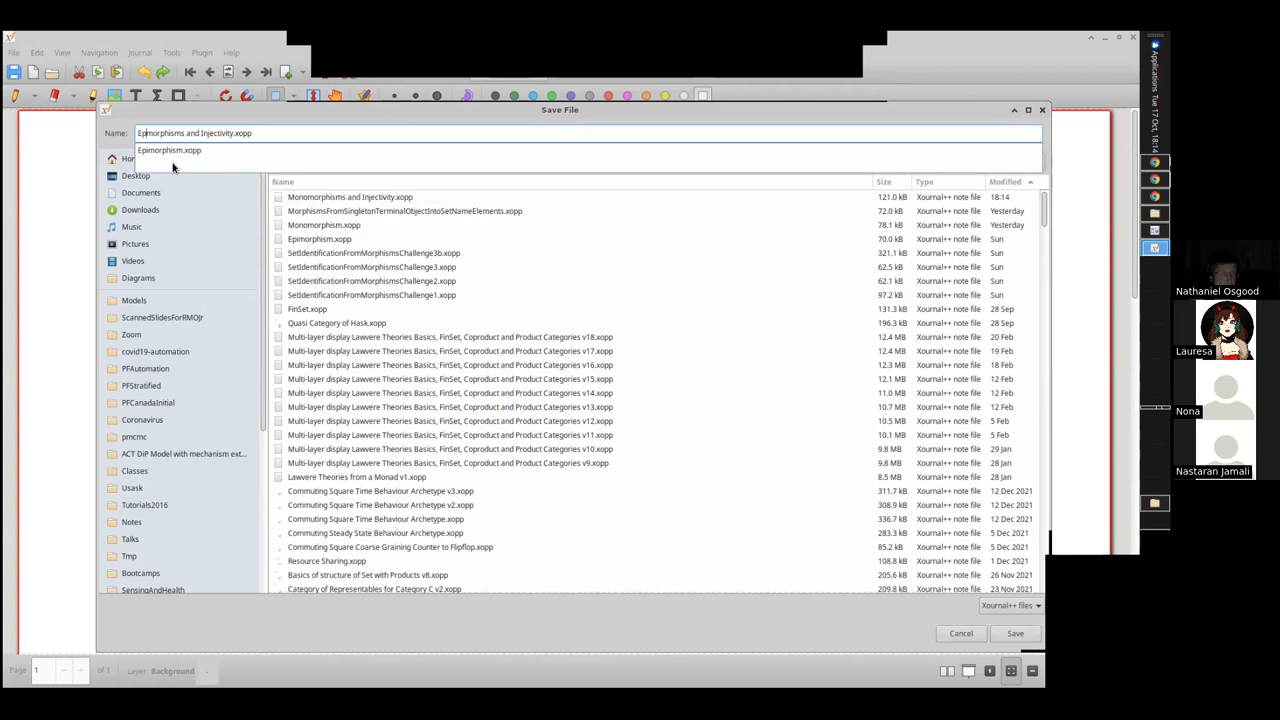 File Edit View Navigation Journal Tools Plugin Help
Save File
Name: Epimorphisms and Injectivity.xopp
Epimorphism.xopp
Desktop
Documents
Downloads
Music
Pictures
Videos
Diagrams
Models
ScannedSlidesForRMOJr
Zoom
covid19-automation
PFAutomation
PFStratified
PFCanadaInitial
Coronavirus
pmcmc
ACT DiP Model with mechanism ext...
Classes
Usask
Tutorials2016
Notes
Talks
Tmp
Bootcamps
SensingAndHealth
Name Size Type Modified
Monomorphisms and Injectivity.xopp 121.0 kB Xournal++ note file 18:14
MorphismsFromSingletonTerminalObjectIntoSetNameElements.xopp 72.0 kB Xournal++ note file Yesterday
Monomorphism.xopp 78.1 kB Xournal++ note file Yesterday
Epimorphism.xopp 70.0 kB Xournal++ note file Sun
SetIdentificationFromMorphismsChallenge3b.xopp 321.1 kB Xournal++ note file Sun
SetIdentificationFromMorphismsChallenge3.xopp 62.5 kB Xournal++ note file Sun
SetIdentificationFromMorphismsChallenge2.xopp 62.1 kB Xournal++ note file Sun
SetIdentificationFromMorphismsChallenge1.xopp 97.2 kB Xournal++ note file Sun
FinSet.xopp 131.3 kB Xournal++ note file 28 Sep
Quasi Category of Hask.xopp 196.3 kB Xournal++ note file 28 Sep
Multi-layer display Lawvere Theories Basics, FinSet, Coproduct and Product Categories v18.xopp 12.4 MB Xournal++ note file 20 Feb
Multi-layer display Lawvere Theories Basics, FinSet, Coproduct and Product Categories v17.xopp 12.4 MB Xournal++ note file 19 Feb
Multi-layer display Lawvere Theories Basics, FinSet, Coproduct and Product Categories v16.xopp 12.3 MB Xournal++ note file 18 Feb
Multi-layer display Lawvere Theories Basics, FinSet, Coproduct and Product Categories v15.xopp 12.1 MB Xournal++ note file 12 Feb
Multi-layer display Lawvere Theories Basics, FinSet, Coproduct and Product Categories v14.xopp 11.0 MB Xournal++ note file 12 Feb
Multi-layer display Lawvere Theories Basics, FinSet, Coproduct and Product Categories v13.xopp 10.7 MB Xournal++ note file 12 Feb
Multi-layer display Lawvere Theories Basics, FinSet, Coproduct and Product Categories v12.xopp 10.5 MB Xournal++ note file 5 Feb
Multi-layer display Lawvere Theories Basics, FinSet, Coproduct and Product Categories v11.xopp 10.1 MB Xournal++ note file 5 Feb
Multi-layer display Lawvere Theories Basics, FinSet, Coproduct and Product Categories v10.xopp 9.8 MB Xournal++ note file 29 Jan
Multi-layer display Lawvere Theories Basics, FinSet, Coproduct and Product Categories v9.xopp 9.8 MB Xournal++ note file 28 Jan
Lawvere Theories from a Monad v1.xopp 8.5 MB Xournal++ note file 28 Jan
Commuting Square Time Behaviour Archetype v3.xopp 311.7 kB Xournal++ note file 12 Dec 2021
Commuting Square Time Behaviour Archetype v2.xopp 308.9 kB Xournal++ note file 12 Dec 2021
Commuting Square Time Behaviour Archetype.xopp 336.7 kB Xournal++ note file 12 Dec 2021
Commuting Steady State Behaviour Archetype.xopp 283.3 kB Xournal++ note file 5 Dec 2021
Commuting Square Coarse Graining Counter to Flipflop.xopp 85.2 kB Xournal++ note file 5 Dec 2021
Resource Sharing.xopp 108.8 kB Xournal++ note file 1 Dec 2021
Basics of structure of Set with Products v8.xopp 205.6 kB Xournal++ note file 26 Nov 2021
Category of Representables for Category C v2.xopp 209.8 kB Xournal++ note file 23 Nov 2021
Xournal++ files
Cancel Save
Page 1 of 1 Layer Background
Applications Tue 17 Oct, 18:14
Nathaniel Osgood
Lauresa
Nona
Nastaran Jamali